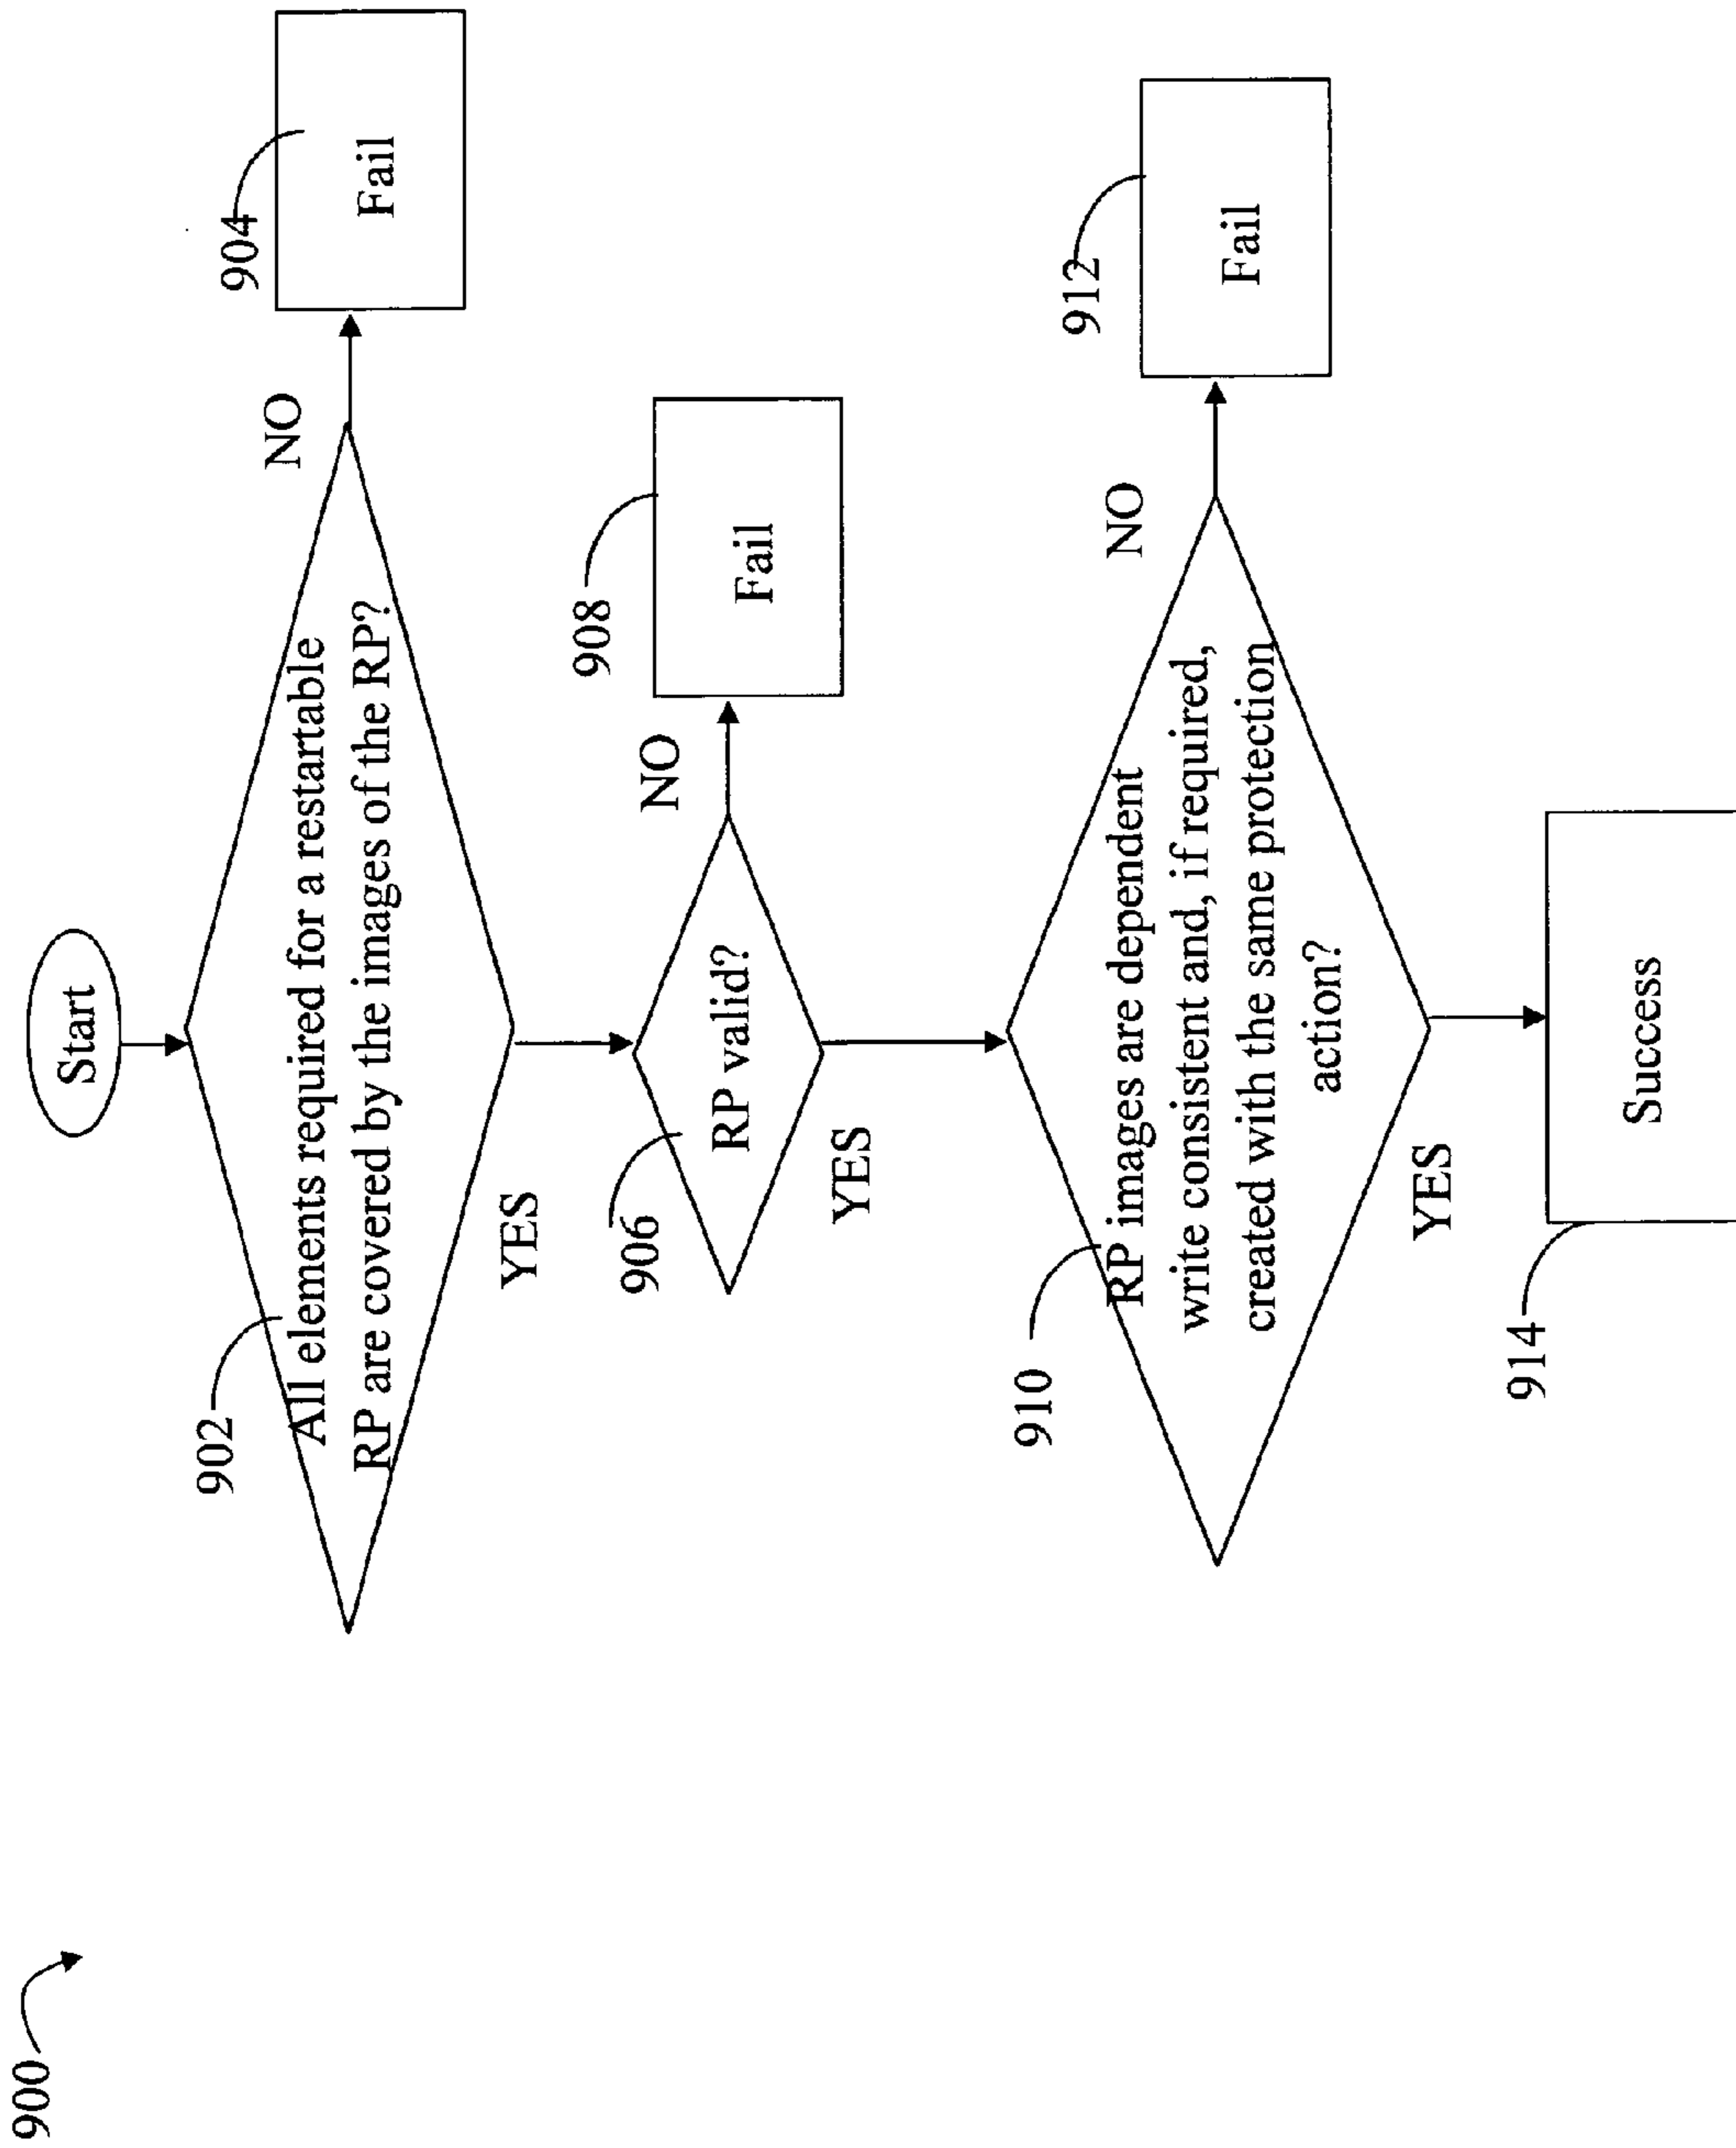 900
Start
902
All elements required for a restartable
RP are covered by the images of the RP?
NO
904
Fail
YES
906
RP valid?
NO
908
Fail
YES
910
RP images are dependent
write consistent and, if required,
created with the same protection
action?
NO
912
Fail
YES
914
Success